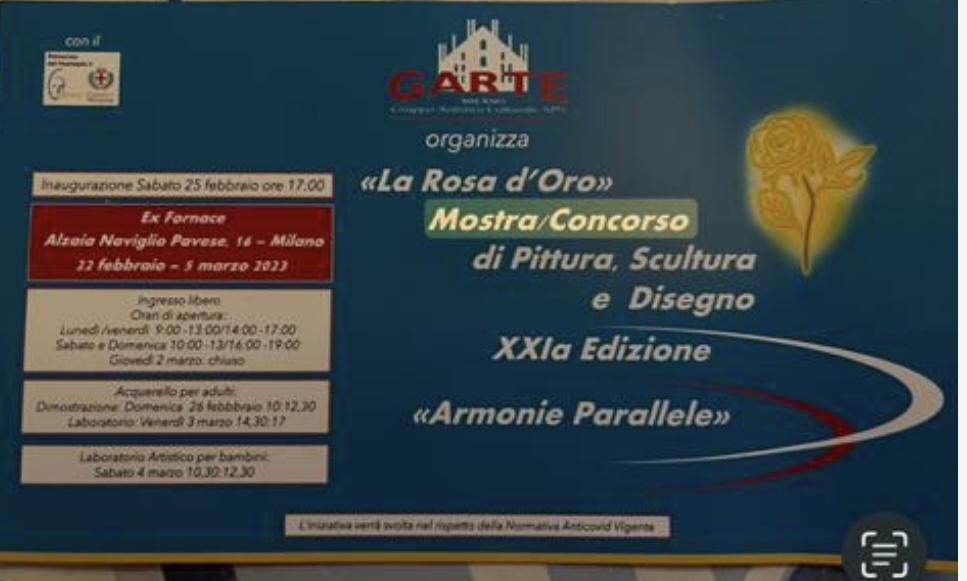 con il
GARTE
MILANO
Gruppo Artistico Culturale APS
organizza
Inaugurazione Sabato 25 febbraio ore 17:00
Ex Fornace
Alzaia Naviglio Pavese, 16 – Milano
22 febbraio – 5 marzo 2023
Ingresso libero
Orari di apertura:
Lunedì/venerdì 9:00-13:00/14:00-17:00
Sabato e Domenica 10:00-13/16:00-19:00
Giovedì 2 marzo: chiuso
Acquerello per adulti:
Dimostrazione: Domenica 26 febbbraio 10:12,30
Laboratorio: Venerdì 3 marzo 14,30:17
Laboratorio Artistico per bambini:
Sabato 4 marzo 10,30:12,30
«La Rosa d'Oro»
Mostra/Concorso
di Pittura, Scultura
e Disegno
XXIa Edizione
«Armonie Parallele»
L'iniziativa verrà svolta nel rispetto della Normativa Anticovid Vigente